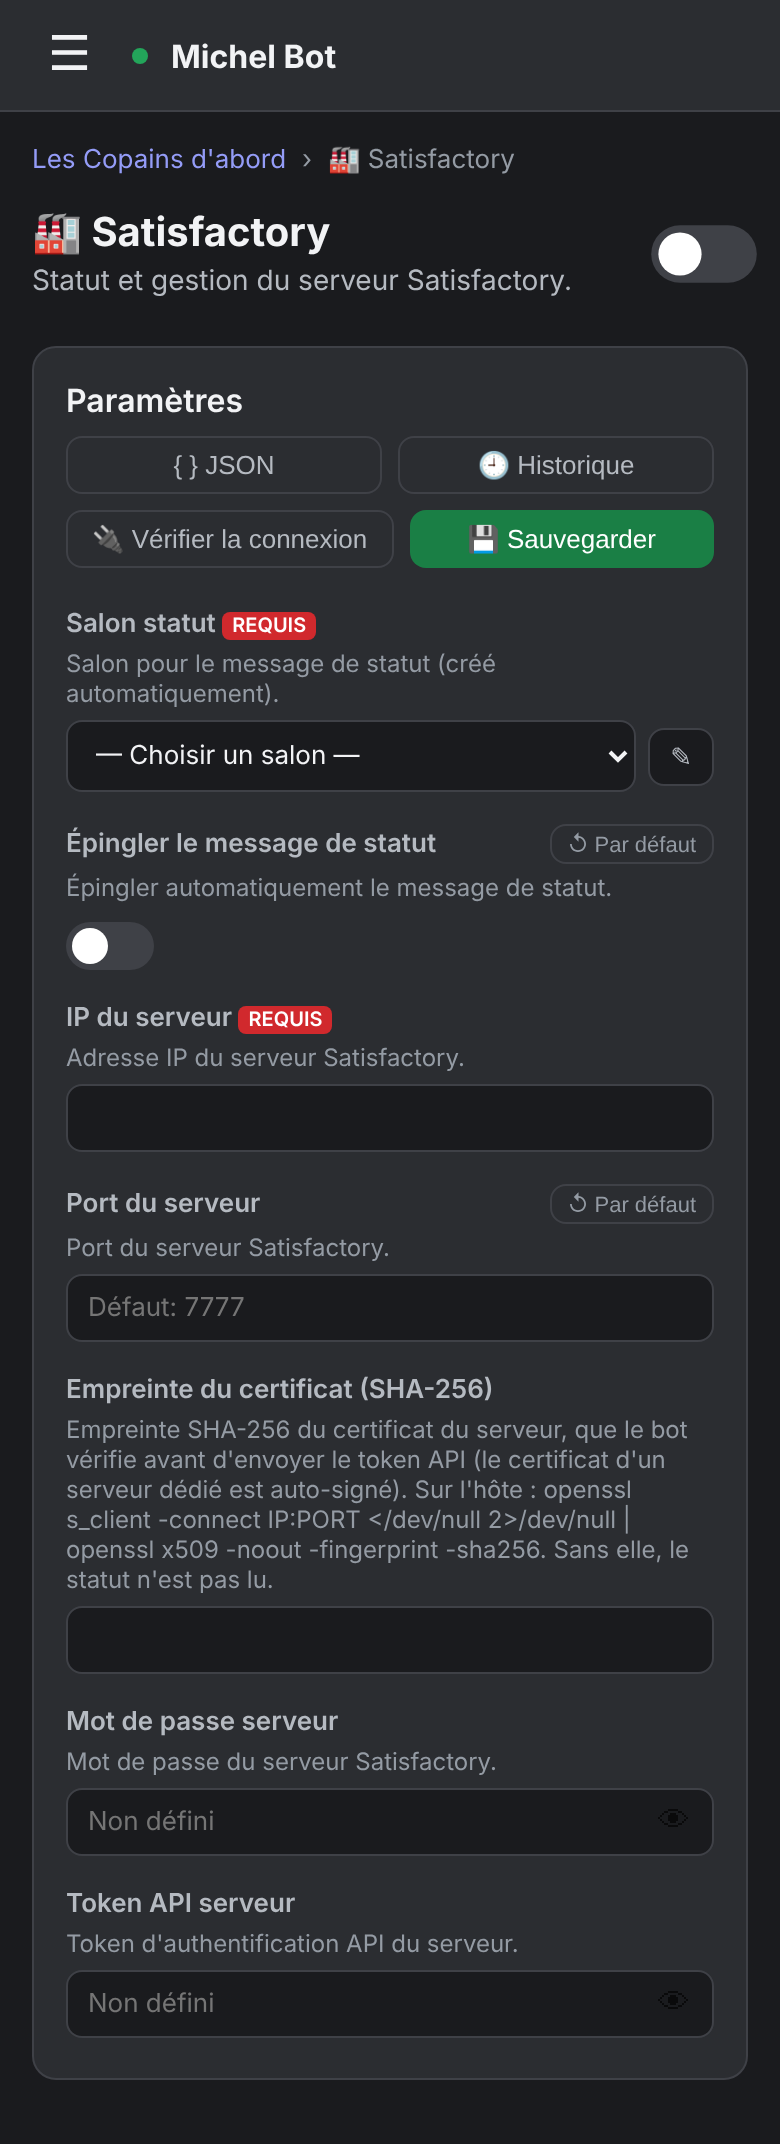 ☰ Michel Bot
Les Copains d'abord › 🏭 Satisfactory
🏭 Satisfactory
Statut et gestion du serveur Satisfactory.
Paramètres
{ } JSON
🕘 Historique
🔌 Vérifier la connexion
💾 Sauvegarder
Salon statut REQUIS
Salon pour le message de statut (créé
automatiquement).
— Choisir un salon —
✎
Épingler le message de statut
↺ Par défaut
Épingler automatiquement le message de statut.
IP du serveur REQUIS
Adresse IP du serveur Satisfactory.
Port du serveur
↺ Par défaut
Port du serveur Satisfactory.
Défaut: 7777
Empreinte du certificat (SHA-256)
Empreinte SHA-256 du certificat du serveur, que le bot
vérifie avant d'envoyer le token API (le certificat d'un
serveur dédié est auto-signé). Sur l'hôte : openssl
s_client -connect IP:PORT </dev/null 2>/dev/null |
openssl x509 -noout -fingerprint -sha256. Sans elle, le
statut n'est pas lu.
Mot de passe serveur
Mot de passe du serveur Satisfactory.
Non défini
Token API serveur
Token d'authentification API du serveur.
Non défini